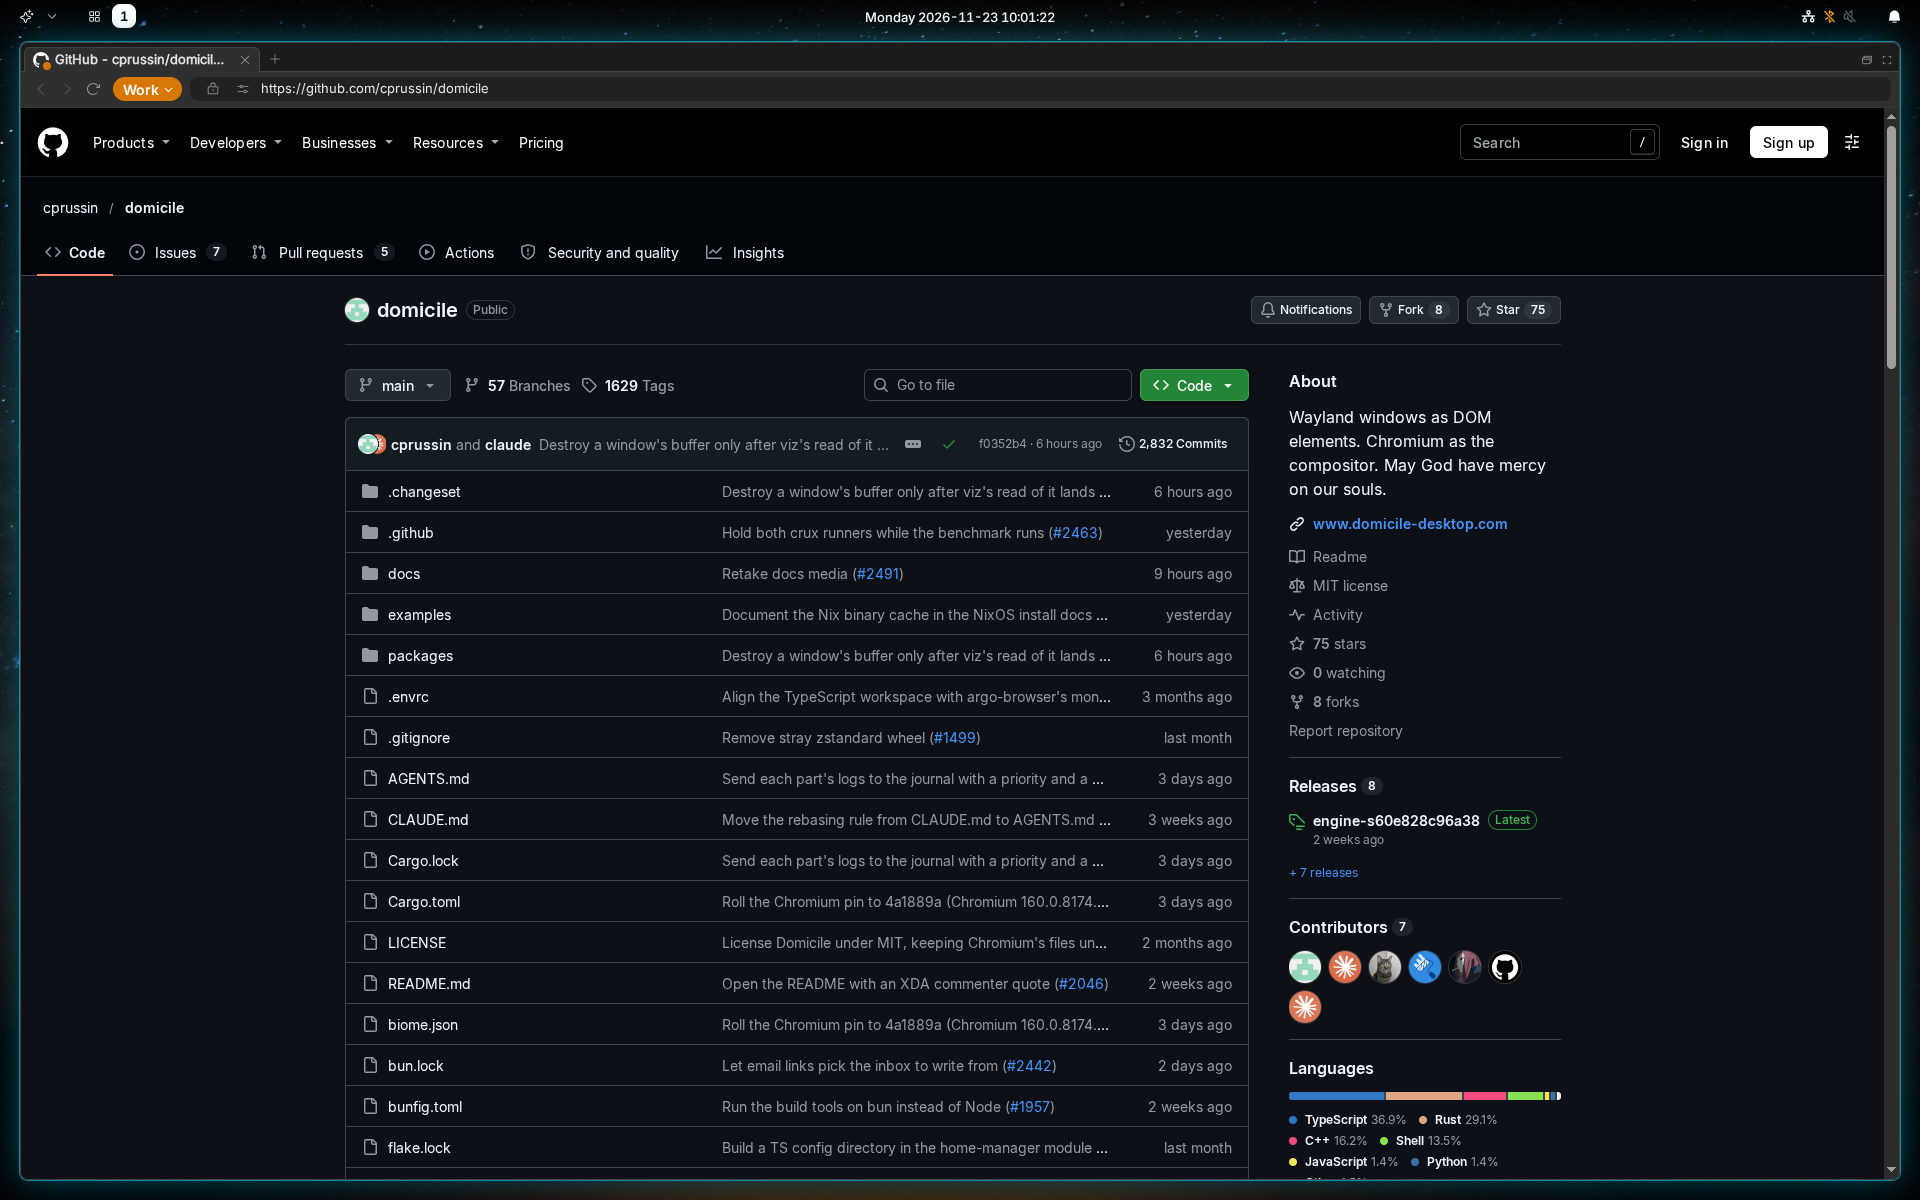 1
Monday 2026-11-23 10:01:22
GitHub - cprussin/domicil...
Work
https://github.com/cprussin/domicile
Products
Developers
Businesses
Resources
Pricing
Search
/
Sign in
Sign up
cprussin / domicile
Code
Issues 7
Pull requests 5
Actions
Security and quality
Insights
domicile
Public
Notifications
Fork 8
Star 75
main
57 Branches
1629 Tags
Go to file
Code
cprussin and claude Destroy a window's buffer only after viz's read of it ...
f0352b4 · 6 hours ago
2,832 Commits
.changeset Destroy a window's buffer only after viz's read of it lands ... 6 hours ago
.github Hold both crux runners while the benchmark runs (#2463) yesterday
docs Retake docs media (#2491) 9 hours ago
examples Document the Nix binary cache in the NixOS install docs ... yesterday
packages Destroy a window's buffer only after viz's read of it lands ... 6 hours ago
.envrc Align the TypeScript workspace with argo-browser's mon... 3 months ago
.gitignore Remove stray zstandard wheel (#1499) last month
AGENTS.md Send each part's logs to the journal with a priority and a ... 3 days ago
CLAUDE.md Move the rebasing rule from CLAUDE.md to AGENTS.md ... 3 weeks ago
Cargo.lock Send each part's logs to the journal with a priority and a ... 3 days ago
Cargo.toml Roll the Chromium pin to 4a1889a (Chromium 160.0.8174.... 3 days ago
LICENSE License Domicile under MIT, keeping Chromium's files un... 2 months ago
README.md Open the README with an XDA commenter quote (#2046) 2 weeks ago
biome.json Roll the Chromium pin to 4a1889a (Chromium 160.0.8174.... 3 days ago
bun.lock Let email links pick the inbox to write from (#2442) 2 days ago
bunfig.toml Run the build tools on bun instead of Node (#1957) 2 weeks ago
flake.lock Build a TS config directory in the home-manager module ... last month
About
Wayland windows as DOM
elements. Chromium as the
compositor. May God have mercy
on our souls.
www.domicile-desktop.com
Readme
MIT license
Activity
75 stars
0 watching
8 forks
Report repository
Releases 8
engine-s60e828c96a38 Latest
2 weeks ago
+ 7 releases
Contributors 7
Languages
TypeScript 36.9% Rust 29.1%
C++ 16.2% Shell 13.5%
JavaScript 1.4% Python 1.4%